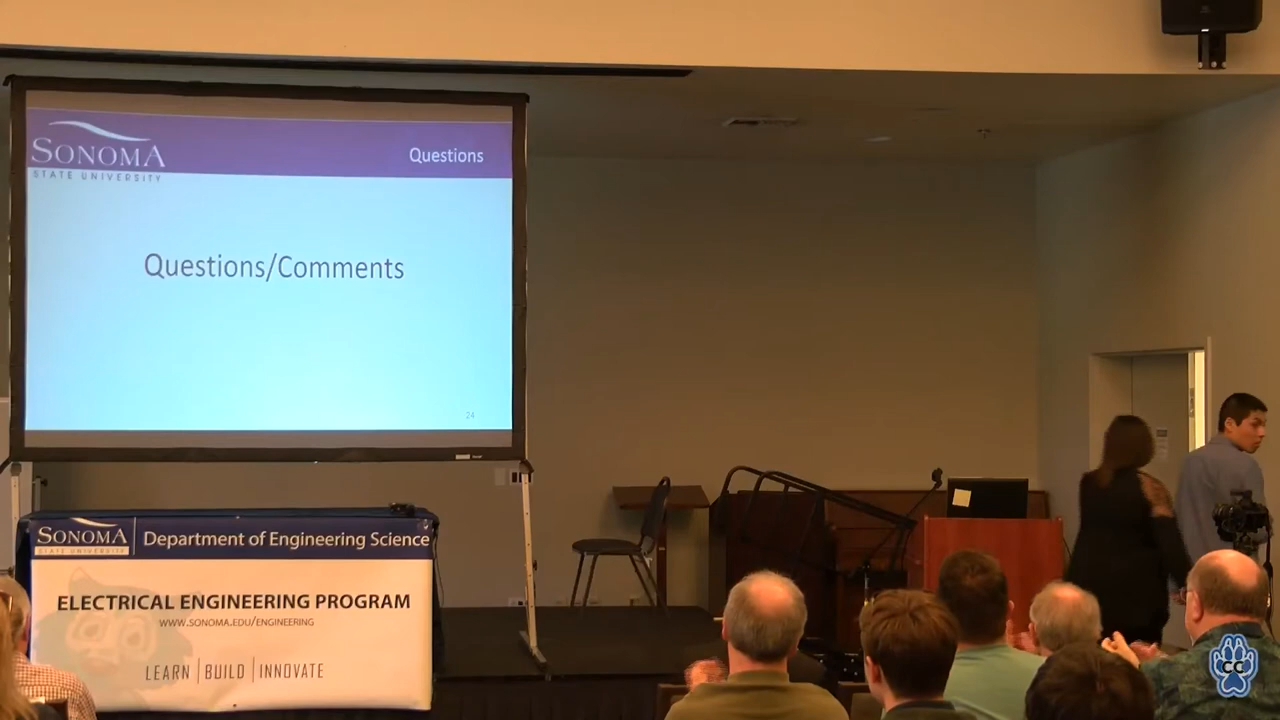 SONOMA
STATE UNIVERSITY
Questions
Questions/Comments
24
SONOMA
STATE UNIVERSITY
Department of Engineering Science
ELECTRICAL ENGINEERING PROGRAM
WWW.SONOMA.EDU/ENGINEERING
LEARN | BUILD | INNOVATE
CC